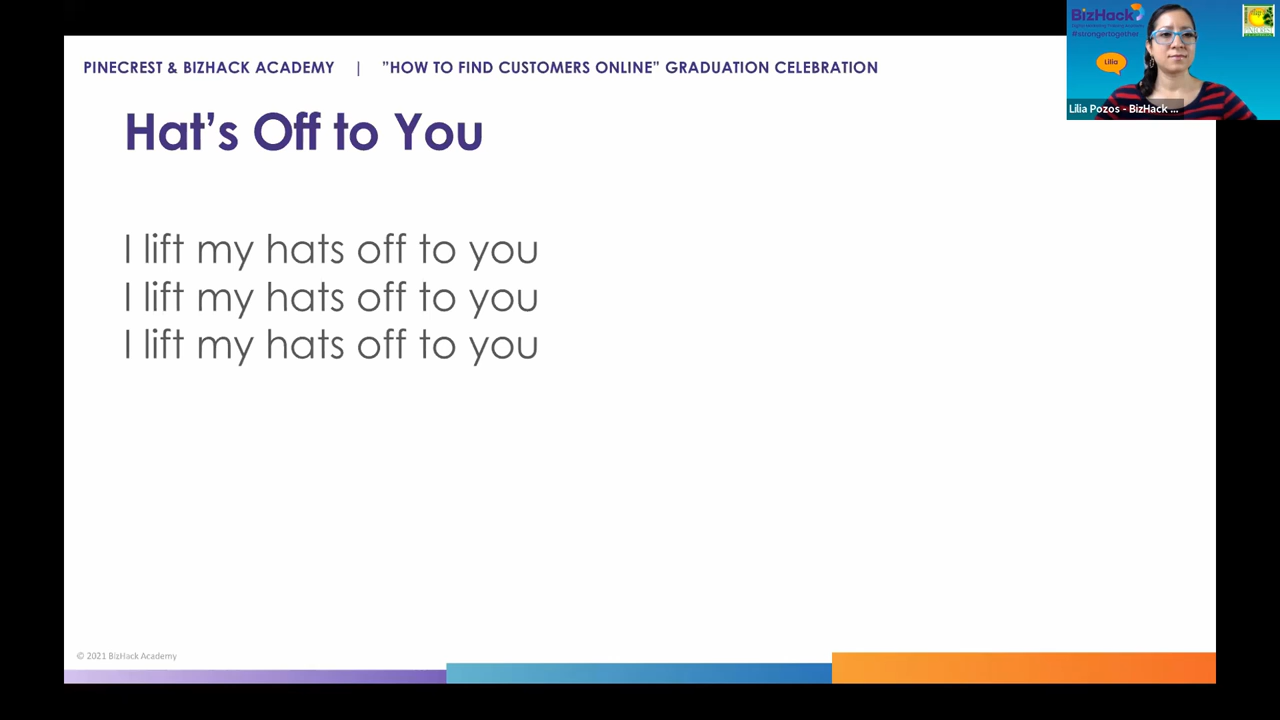 PINECREST & BIZHACK ACADEMY | "HOW TO FIND CUSTOMERS ONLINE" GRADUATION CELEBRATION
Hat's Off to You
I lift my hats off to you
I lift my hats off to you
I lift my hats off to you
© 2021 BizHack Academy
BizHack
#strongertogether
Lilia
PINECREST
Lilia Pozos - BizHack ...